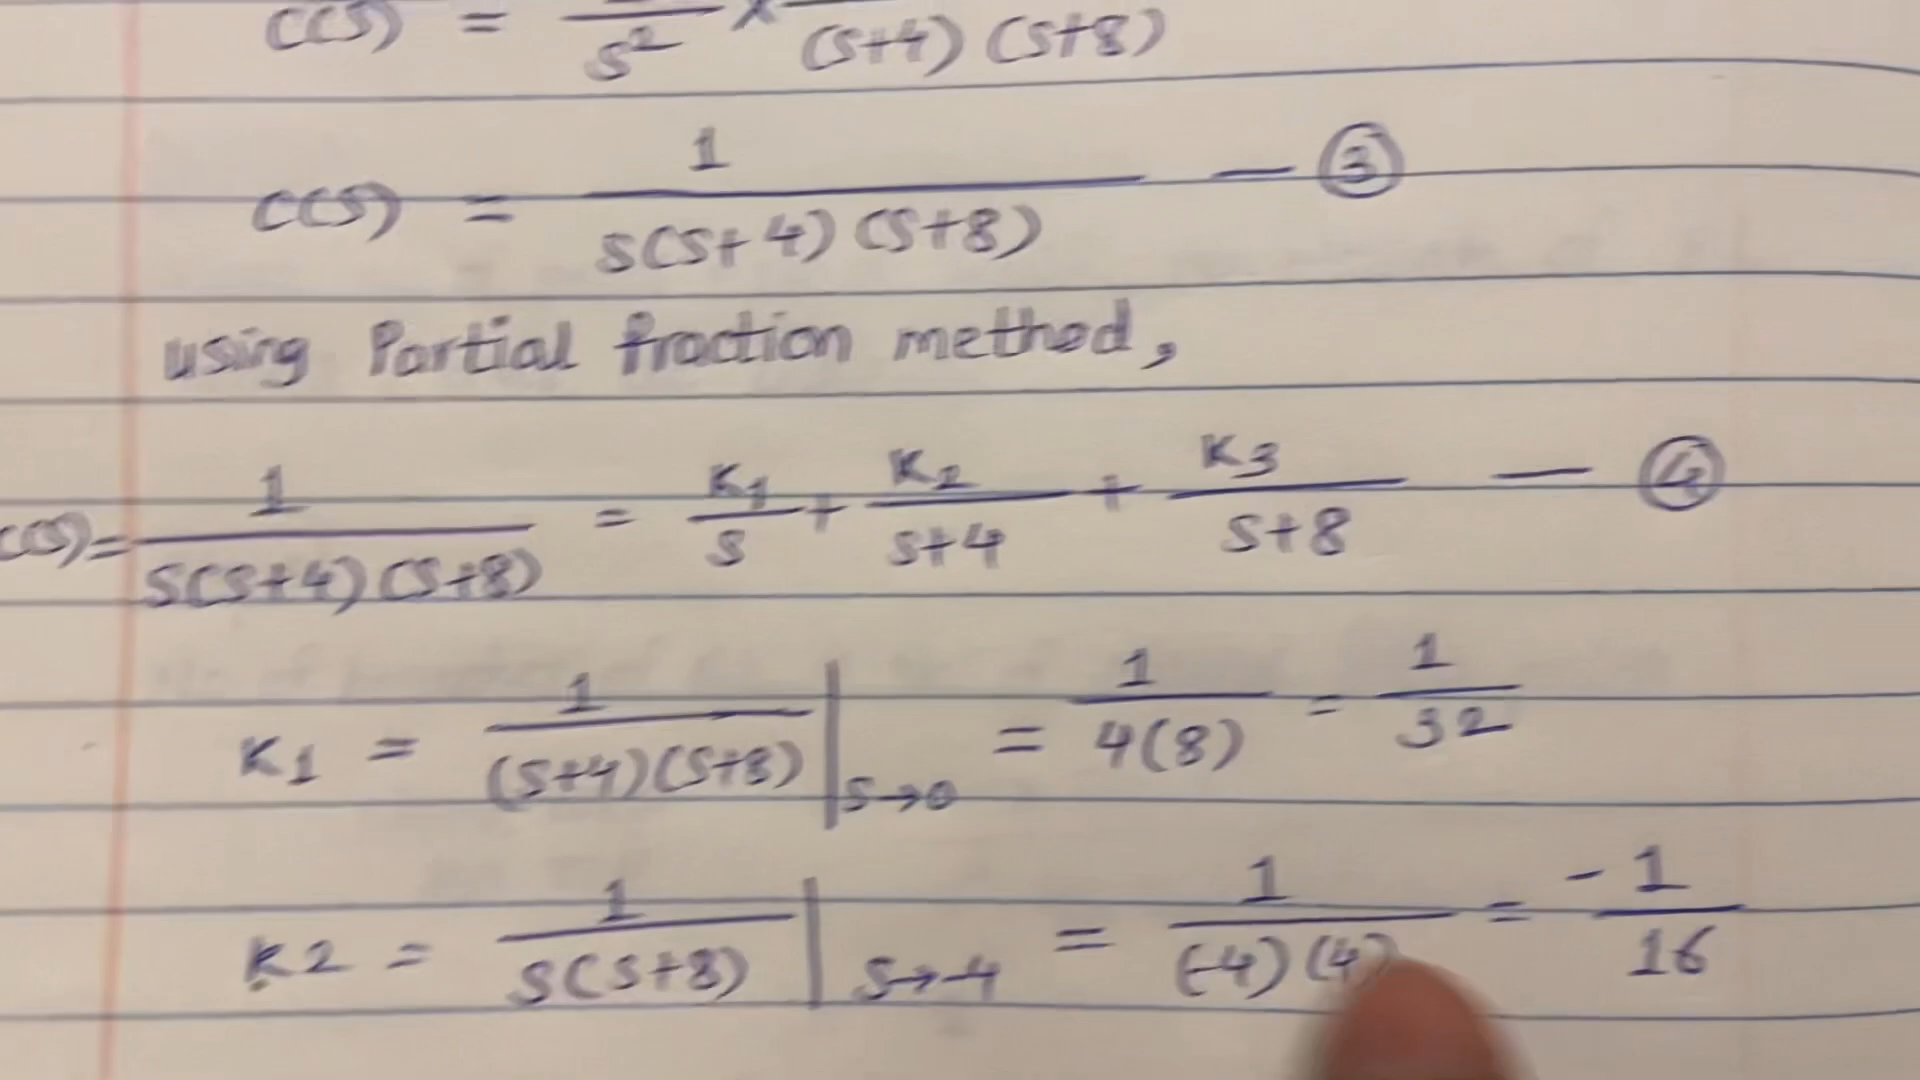 C(S) = / S² × / (S+4) (S+8)
C(S) = 1 / S(S+4) (S+8) — ③
using Partial fraction method,
C(S) = 1 / S(S+4) (S+8) = K1 / S + K2 / S+4 + K3 / S+8 — ④
K1 = 1 / (S+4)(S+8) | S→0 = 1 / 4(8) = 1 / 32
K2 = 1 / S(S+8) | S→-4 = 1 / (-4) (4) = -1 / 16